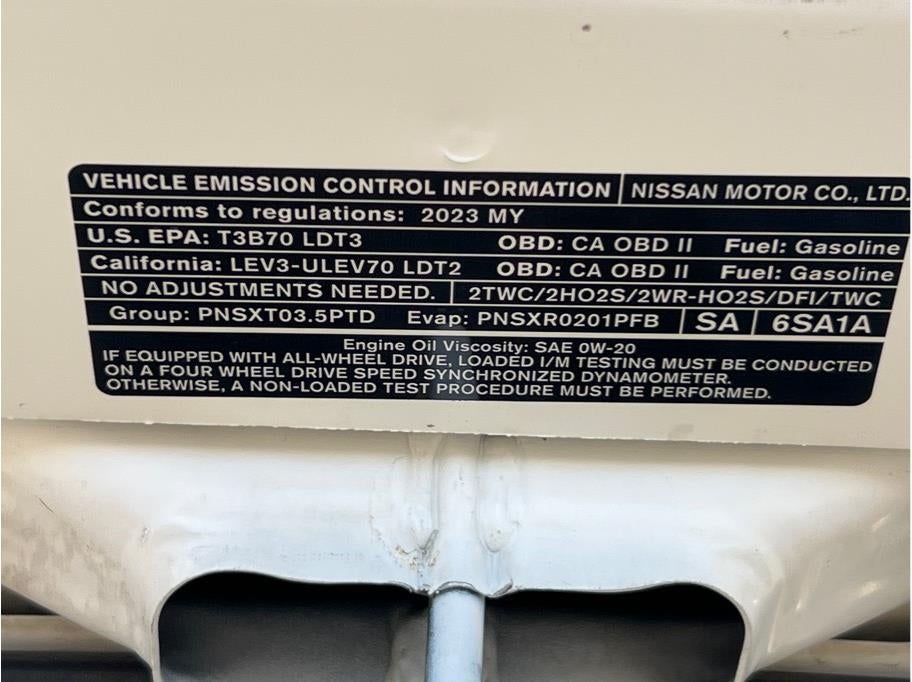 VEHICLE EMISSION CONTROL INFORMATION NISSAN MOTOR CO., LTD.
Conforms to regulations: 2023 MY
U.S. EPA: T3B70 LDT3 OBD: CA OBD II Fuel: Gasoline
California: LEV3-ULEV70 LDT2 OBD: CA OBD II Fuel: Gasoline
NO ADJUSTMENTS NEEDED. 2TWC/2HO2S/2WR-HO2S/DFI/TWC
Group: PNSXT03.5PTD Evap: PNSXR0201PFB SA 6SA1A
Engine Oil Viscosity: SAE 0W-20
IF EQUIPPED WITH ALL-WHEEL DRIVE, LOADED I/M TESTING MUST BE CONDUCTED
ON A FOUR WHEEL DRIVE SPEED SYNCHRONIZED DYNAMOMETER.
OTHERWISE, A NON-LOADED TEST PROCEDURE MUST BE PERFORMED.